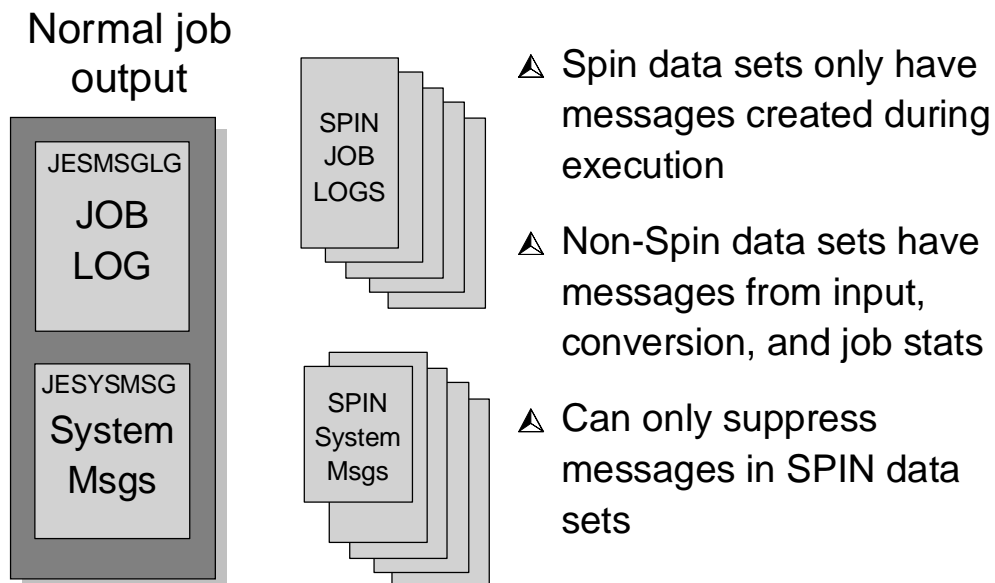 Normal job
output
JESMSGLG
JOB
LOG
JESYSMSG
System
Msgs
SPIN
JOB
LOGS
SPIN
System
Msgs
Spin data sets only have
messages created during
execution
Non-Spin data sets have
messages from input,
conversion, and job stats
Can only suppress
messages in SPIN data
sets